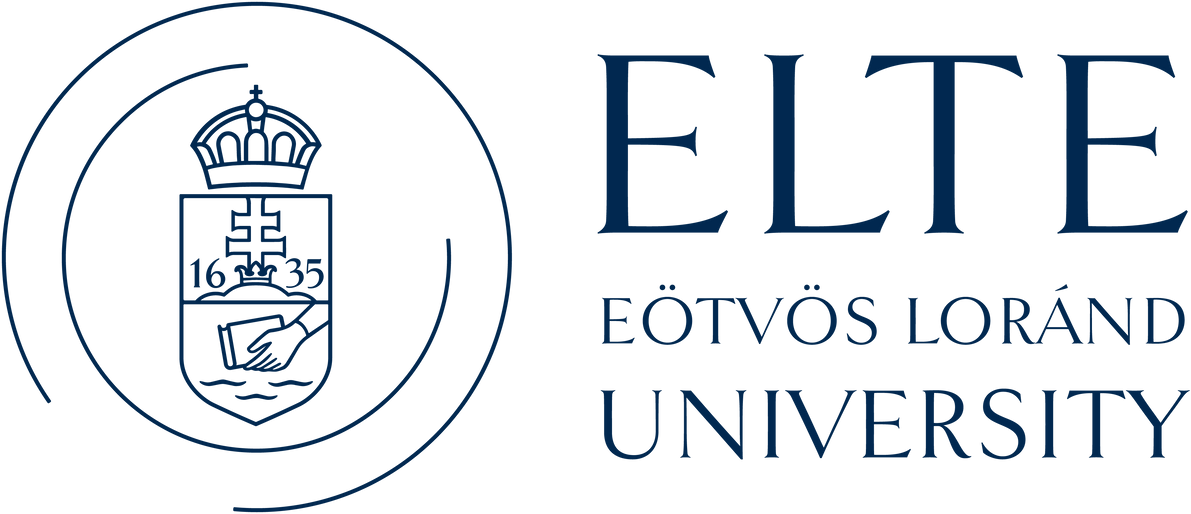 16 35
ELTE
EÖTVÖS LORÁND
UNIVERSITY